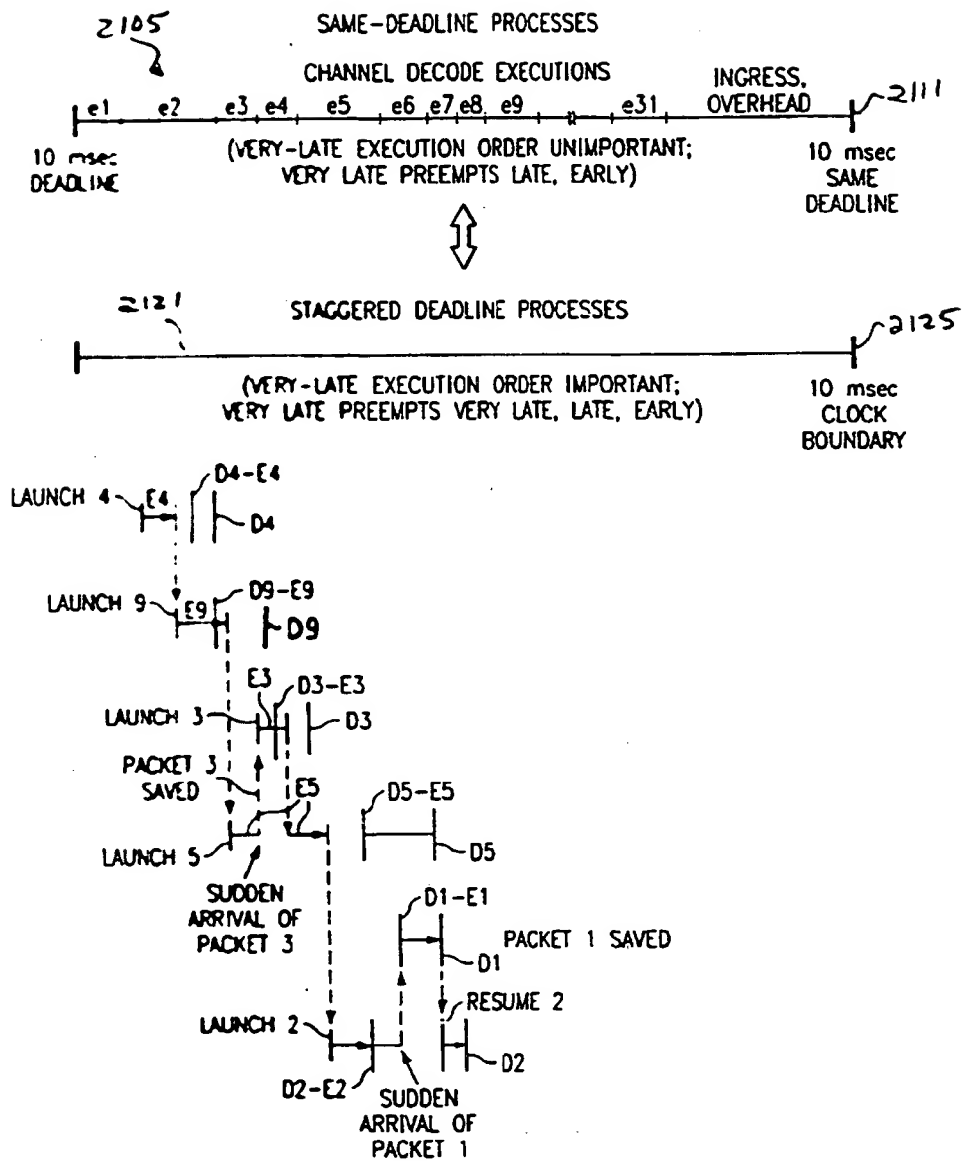 2105
SAME-DEADLINE PROCESSES
CHANNEL DECODE EXECUTIONS
INGRESS,
OVERHEAD
2111
e1 e2 e3 e4 e5 e6 e7 e8 e9 e31
10 msec
DEADLINE
(VERY-LATE EXECUTION ORDER UNIMPORTANT;
VERY LATE PREEMPTS LATE, EARLY)
10 msec
SAME
DEADLINE
2121
STAGGERED DEADLINE PROCESSES
2125
(VERY-LATE EXECUTION ORDER IMPORTANT;
VERY LATE PREEMPTS VERY LATE, LATE, EARLY)
10 msec
CLOCK
BOUNDARY
LAUNCH 4
E4
D4-E4
D4
LAUNCH 9
E9
D9-E9
D9
LAUNCH 3
E3
D3-E3
D3
PACKET 3
SAVED
E5
D5-E5
D5
LAUNCH 5
SUDDEN
ARRIVAL OF
PACKET 3
D1-E1
PACKET 1 SAVED
D1
RESUME 2
LAUNCH 2
D2-E2
D2
SUDDEN
ARRIVAL OF
PACKET 1